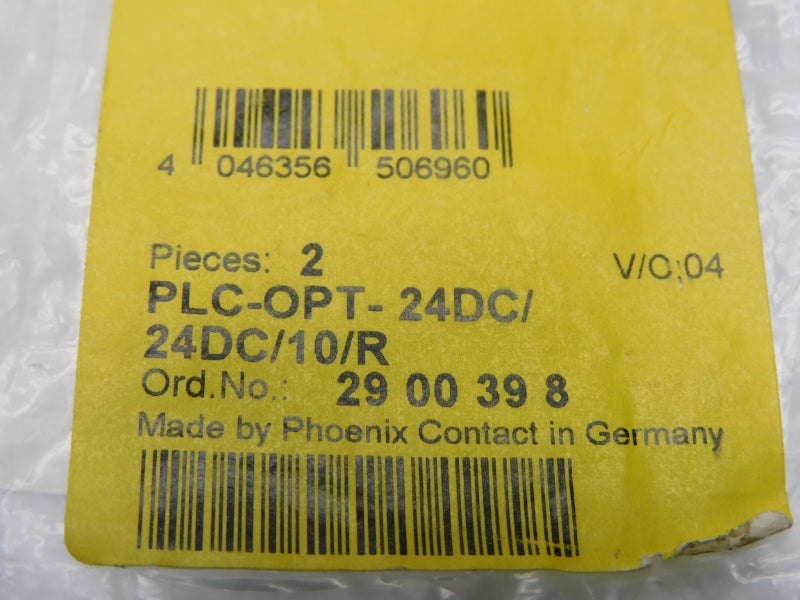 4 046356 506960
Pieces: 2 V/C:04
PLC-OPT- 24DC/
24DC/10/R
Ord.No.: 29 00 39 8
Made by Phoenix Contact in Germany